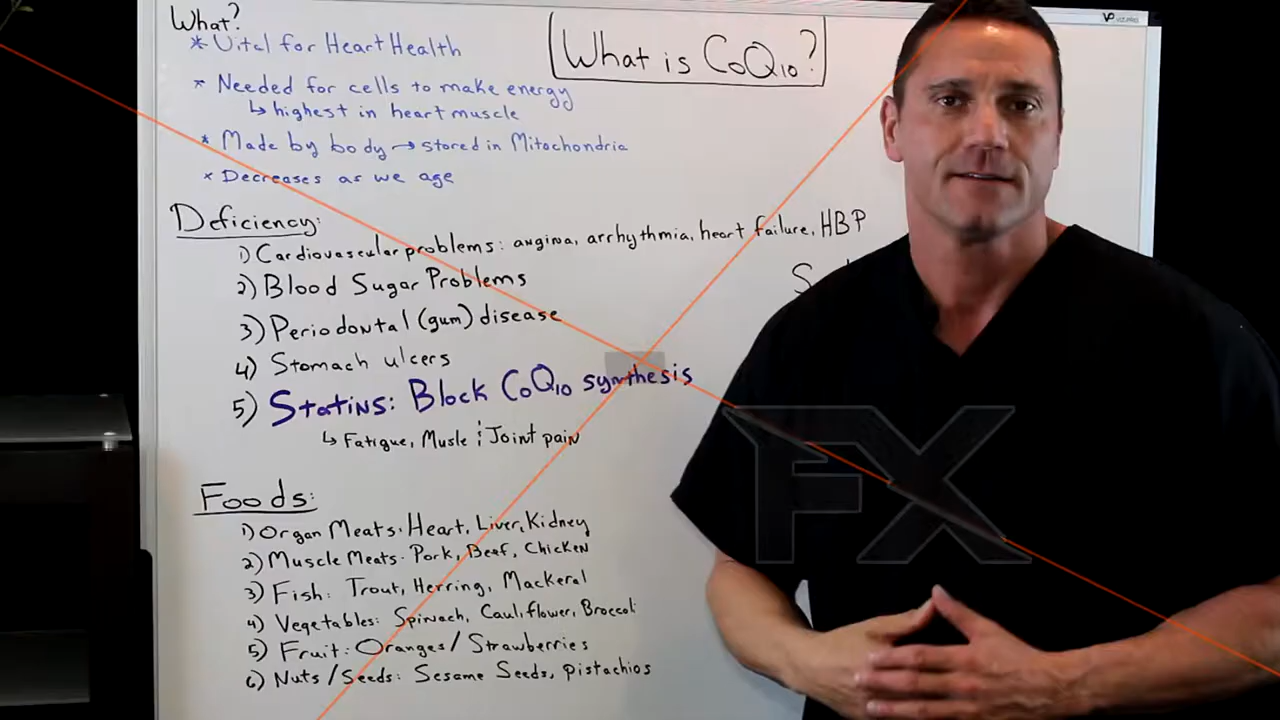 What?
What is CoQ10?
* Vital for Heart Health
* Needed for cells to make energy
↳ highest in heart muscle
* Made by body → stored in Mitochondria
* Decreases as we age
Deficiency:
1) Cardiovascular problems: angina, arrhythmia, heart failure, HBP
2) Blood Sugar Problems
3) Periodontal (gum) disease
4) Stomach ulcers
5) Statins: Block CoQ10 synthesis
↳ Fatigue, Musle & Joint pain
Foods:
1) Organ Meats: Heart, Liver, Kidney
2) Muscle Meats: Pork, Beef, Chicken
3) Fish: Trout, Herring, Mackeral
4) Vegetables: Spinach, Cauliflower, Broccoli
5) Fruit: Oranges / Strawberries
6) Nuts / Seeds: Sesame Seeds, pistachios
FX